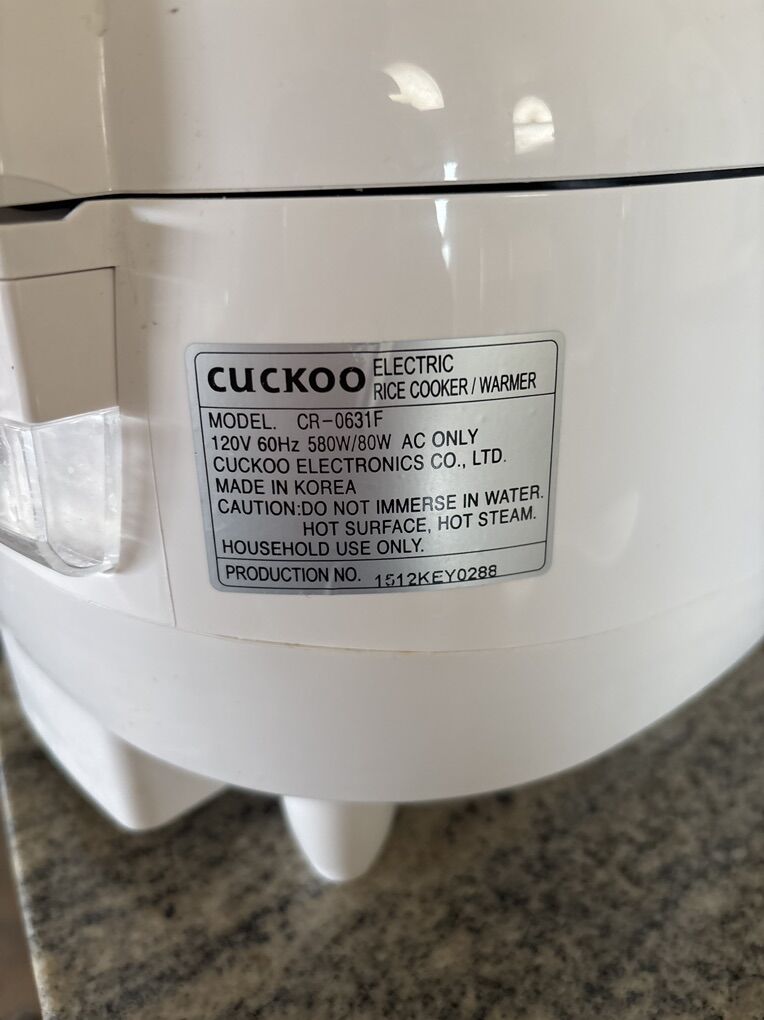 CUCKOO ELECTRIC
RICE COOKER / WARMER
MODEL. CR-0631F
120V 60Hz 580W/80W AC ONLY
CUCKOO ELECTRONICS CO., LTD.
MADE IN KOREA
CAUTION:DO NOT IMMERSE IN WATER.
HOT SURFACE, HOT STEAM.
HOUSEHOLD USE ONLY.
PRODUCTION NO. 1512KEY0288